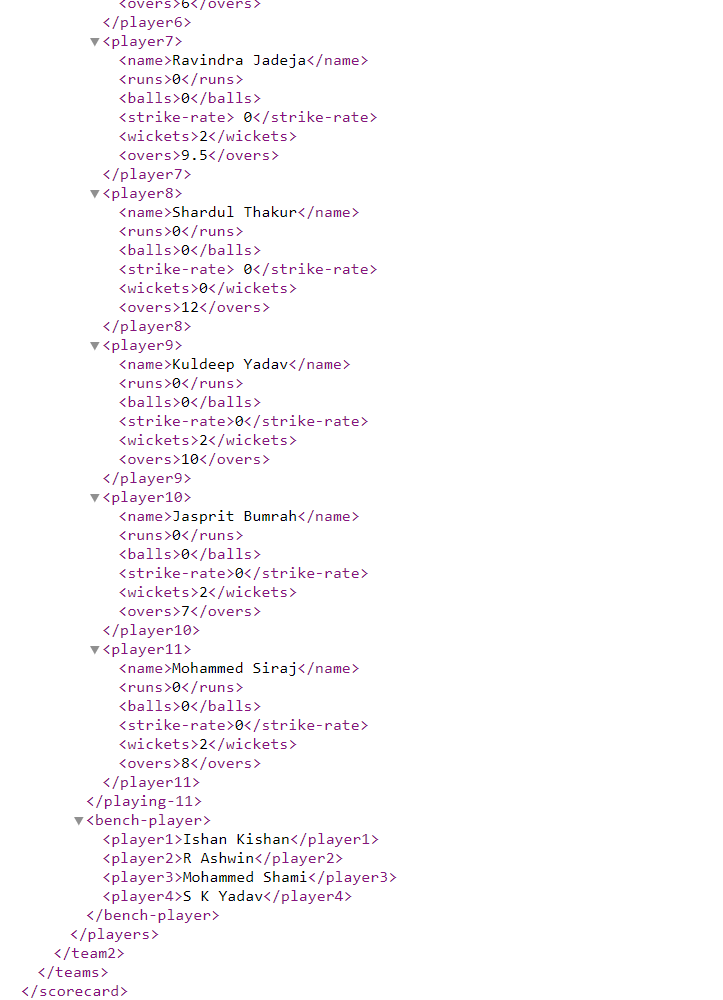 <overs>6</overs>
</player6>
▼<player7>
<name>Ravindra Jadeja</name>
<runs>0</runs>
<balls>0</balls>
<strike-rate> 0</strike-rate>
<wickets>2</wickets>
<overs>9.5</overs>
</player7>
▼<player8>
<name>Shardul Thakur</name>
<runs>0</runs>
<balls>0</balls>
<strike-rate> 0</strike-rate>
<wickets>0</wickets>
<overs>12</overs>
</player8>
▼<player9>
<name>Kuldeep Yadav</name>
<runs>0</runs>
<balls>0</balls>
<strike-rate>0</strike-rate>
<wickets>2</wickets>
<overs>10</overs>
</player9>
▼<player10>
<name>Jasprit Bumrah</name>
<runs>0</runs>
<balls>0</balls>
<strike-rate>0</strike-rate>
<wickets>2</wickets>
<overs>7</overs>
</player10>
▼<player11>
<name>Mohammed Siraj</name>
<runs>0</runs>
<balls>0</balls>
<strike-rate>0</strike-rate>
<wickets>2</wickets>
<overs>8</overs>
</player11>
</playing-11>
▼<bench-player>
<player1>Ishan Kishan</player1>
<player2>R Ashwin</player2>
<player3>Mohammed Shami</player3>
<player4>S K Yadav</player4>
</bench-player>
</players>
</team2>
</teams>
</scorecard>